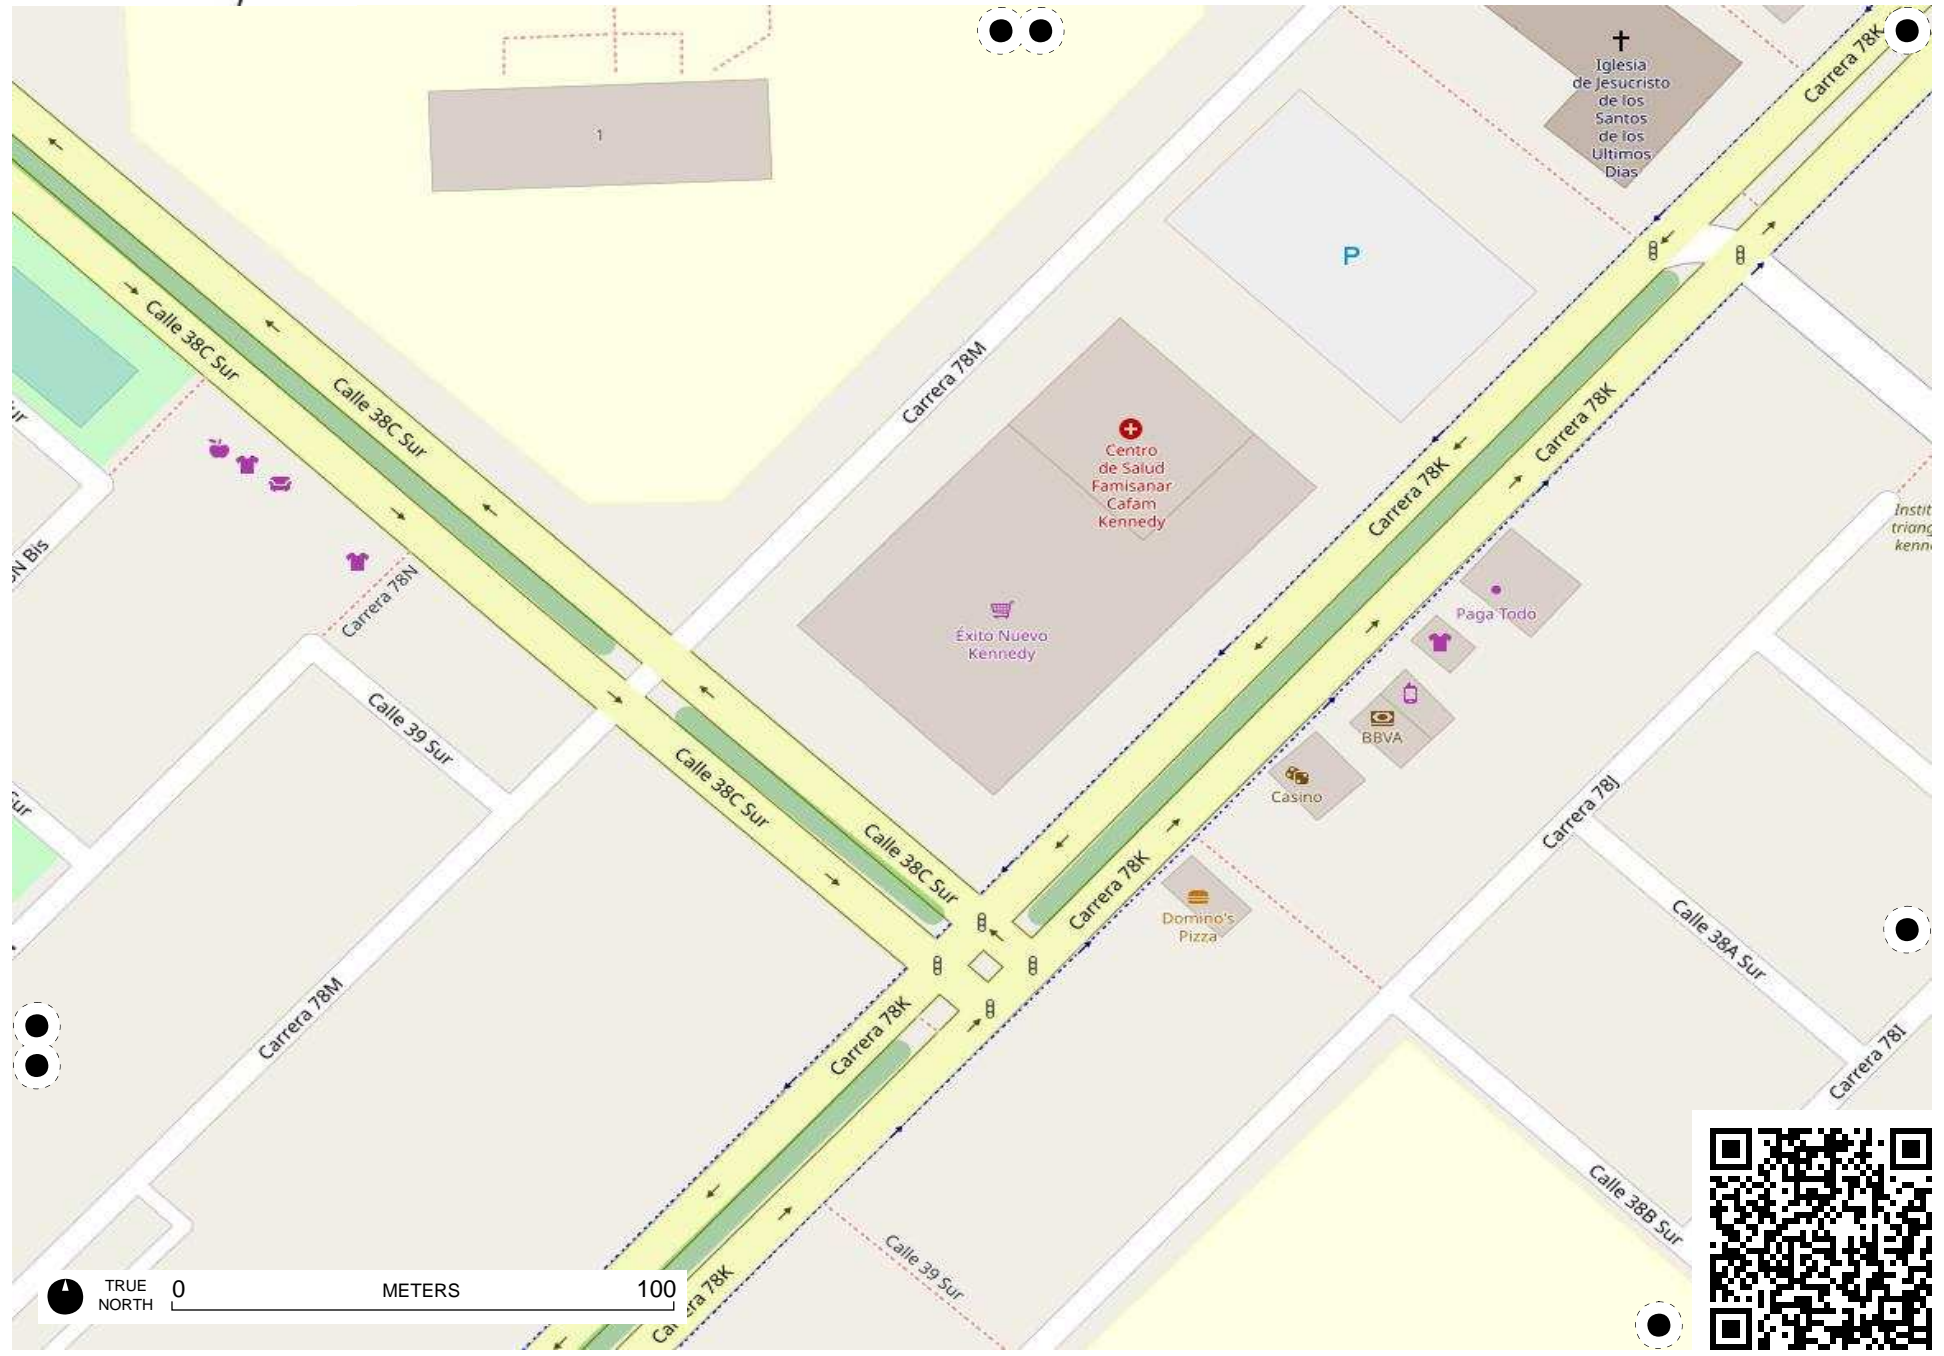 Carrera 78K
Iglesia
de Jesucristo
de los
Santos
de los
Ultimos
Dias
1
P
Calle 38C Sur
Calle 38C Sur
Carrera 78M
Carrera 78K
Carrera 78K
Centro
de Salud
Famisanar
Cafam
Kennedy
Carrera 78N
Éxito Nuevo
Kennedy
Paga Todo
BBVA
Casino
Calle 39 Sur
Calle 38C Sur
Calle 38C Sur
Carrera 78K
Carrera 78J
Domino's
Pizza
Calle 38A Sur
Carrera 78M
Carrera 78K
Carrera 78I
Calle 38B Sur
Calle 39 Sur
TRUE
NORTH
0 METERS 100